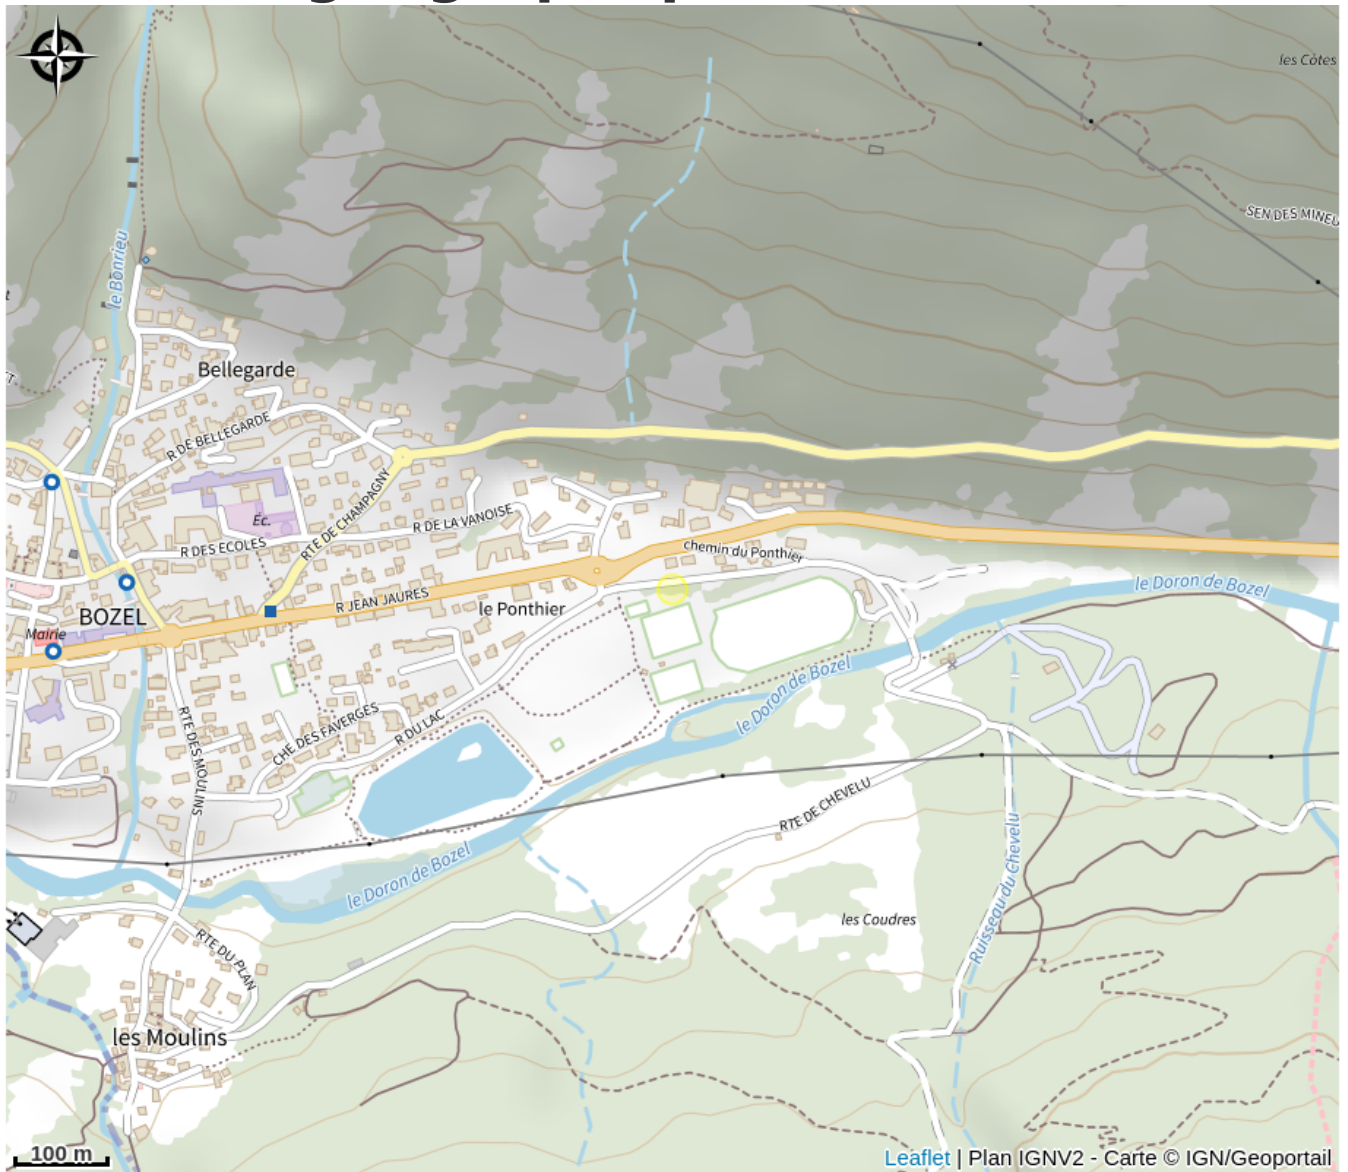 les Côtes
SEN DES MINEU
le Bonrieu
Bellegarde
R DE BELLEGARDE
RTE DE CHAMPAGNY
R DE LA VANOISE
Éc.
R DES ECOLES
chemin du Ponthier
le Doron de Bozel
R JEAN JAURES
le Ponthier
BOZEL
Mairie
le Doron de Bozel
RTE DES MOULINS
CHE DES FAVERGES
R DU LAC
RTE DE CHEVELU
le Doron de Bozel
Ruisseau du Chevelu
les Coudres
RTE DU PLAN
les Moulins
100 m
Leaflet | Plan IGNV2 - Carte © IGN/Geoportail